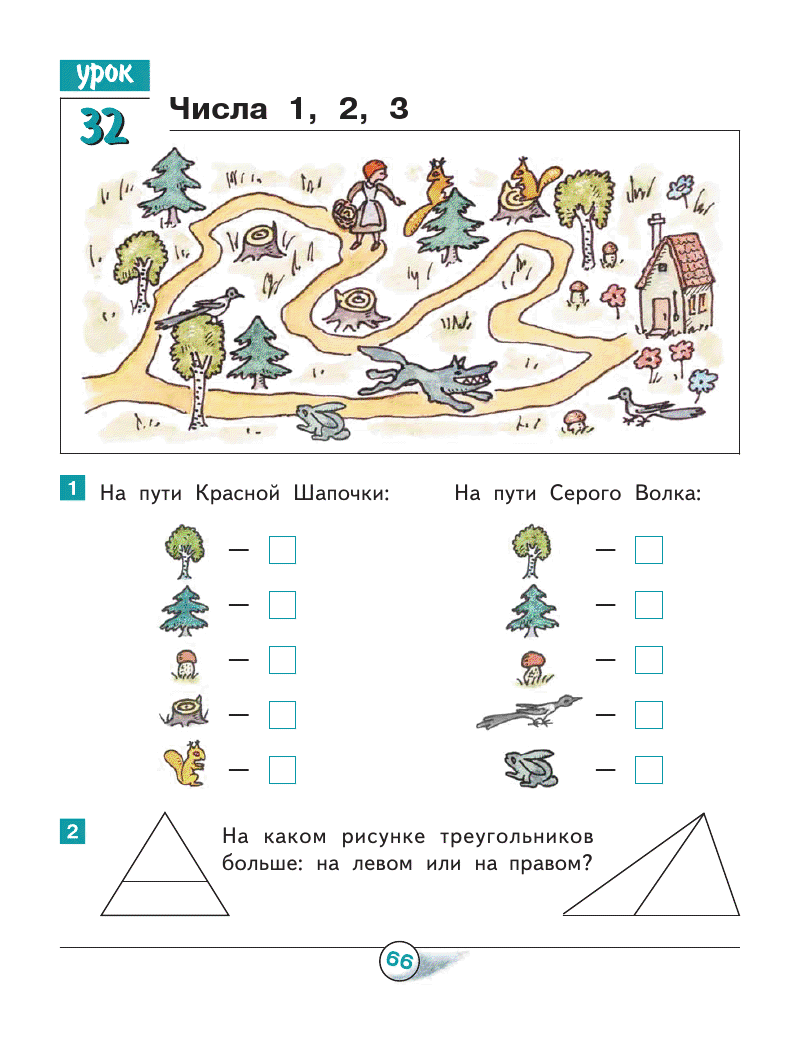 урок
32
Числа 1, 2, 3
1 На пути Красной Шапочки: На пути Серого Волка:
2 На каком рисунке треугольников
больше: на левом или на правом?
66